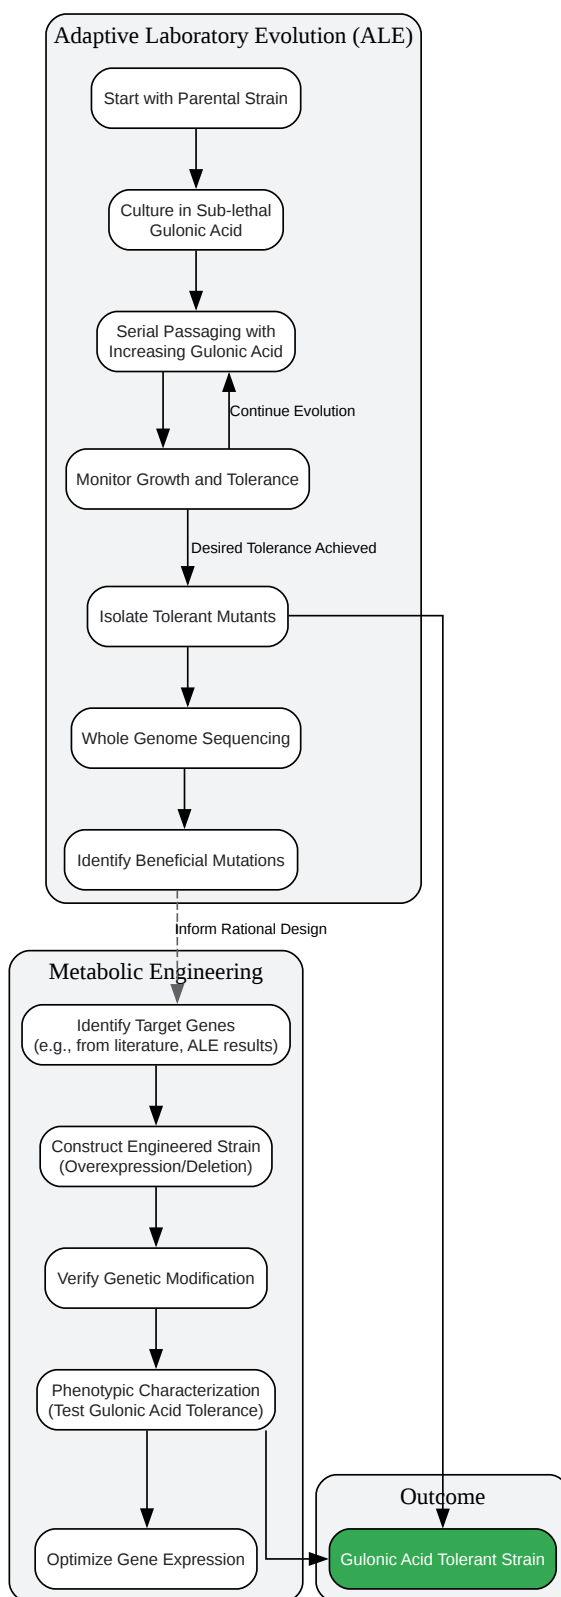 Adaptive Laboratory Evolution (ALE)
Start with Parental Strain
Culture in Sub-lethal
Gulonic Acid
Serial Passaging with
Increasing Gulonic Acid
Continue Evolution
Monitor Growth and Tolerance
Desired Tolerance Achieved
Isolate Tolerant Mutants
Whole Genome Sequencing
Identify Beneficial Mutations
Inform Rational Design
Metabolic Engineering
Identify Target Genes
(e.g., from literature, ALE results)
Construct Engineered Strain
(Overexpression/Deletion)
Verify Genetic Modification
Phenotypic Characterization
(Test Gulonic Acid Tolerance)
Optimize Gene Expression
Outcome
Gulonic Acid Tolerant Strain